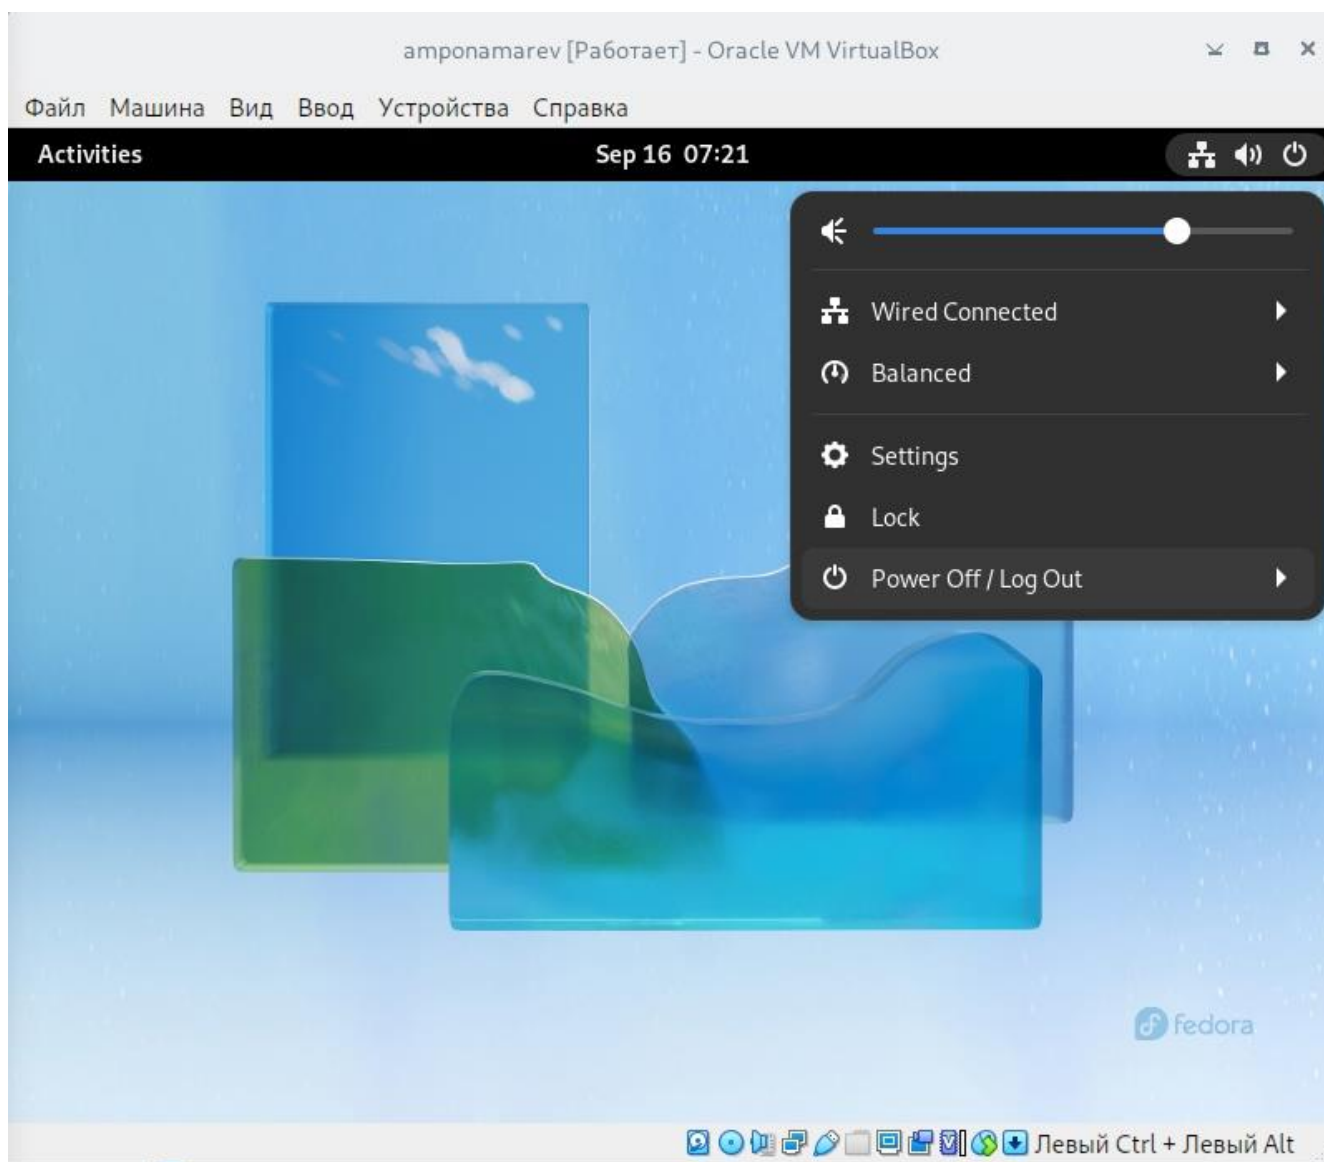 amponamarev [Работает] - Oracle VM VirtualBox
Файл Машина Вид Ввод Устройства Справка
Activities Sep 16 07:21
Wired Connected
Balanced
Settings
Lock
Power Off / Log Out
fedora
Левый Ctrl + Левый Alt